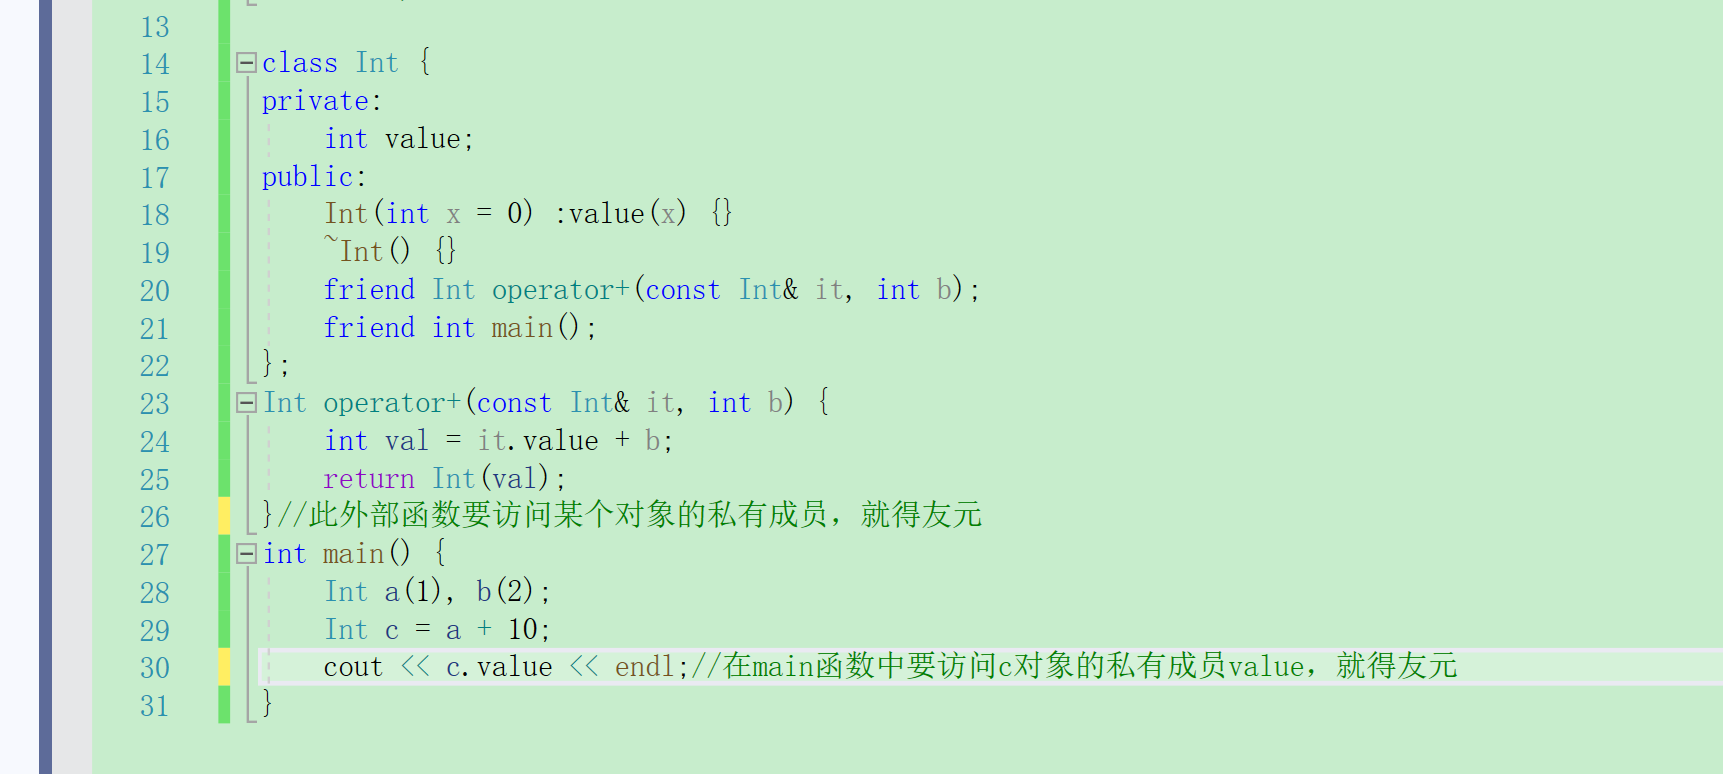 13
14 class Int {
15 private:
16     int value;
17 public:
18     Int(int x = 0) :value(x) {}
19     ~Int() {}
20     friend Int operator+(const Int& it, int b);
21     friend int main();
22 };
23 Int operator+(const Int& it, int b) {
24     int val = it.value + b;
25     return Int(val);
26 }//此外部函数要访问某个对象的私有成员，就得友元
27 int main() {
28     Int a(1), b(2);
29     Int c = a + 10;
30     cout << c.value << endl;//在main函数中要访问c对象的私有成员value，就得友元
31 }